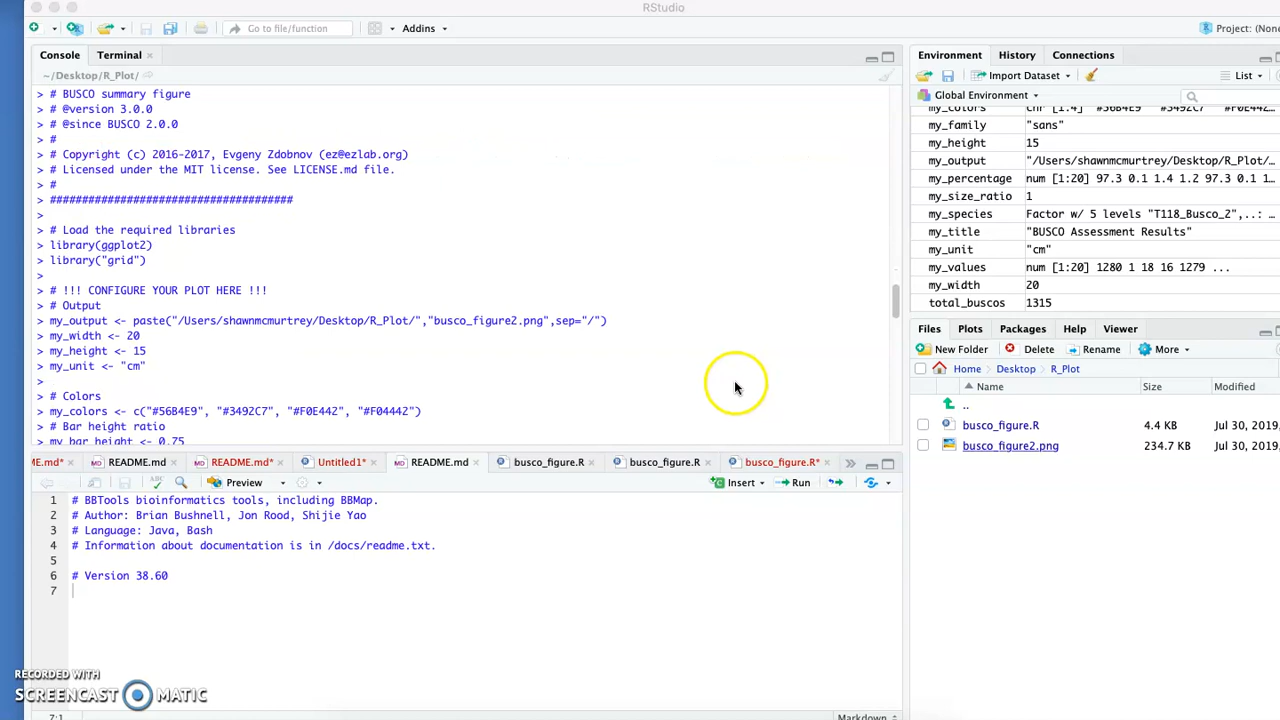 RStudio
Go to file/function
Addins
Project: (None
Console Terminal
~/Desktop/R_Plot/
> # BUSCO summary figure
> # @version 3.0.0
> # @since BUSCO 2.0.0
> #
> # Copyright (c) 2016-2017, Evgeny Zdobnov (ez@ezlab.org)
> # Licensed under the MIT license. See LICENSE.md file.
> #
> ######################################
>
> # Load the required libraries
> library(ggplot2)
> library("grid")
>
> # !!! CONFIGURE YOUR PLOT HERE !!!
> # Output
> my_output <- paste("/Users/shawnmcmurtrey/Desktop/R_Plot/","busco_figure2.png",sep="/")
> my_width <- 20
> my_height <- 15
> my_unit <- "cm"
>
> # Colors
> my_colors <- c("#56B4E9", "#3492C7", "#F0E442", "#F04442")
> # Bar height ratio
> my_bar_height <- 0.75
ME.md* README.md README.md* Untitled1* README.md busco_figure.R busco_figure.R busco_figure.R*
Preview Insert Run
1 # BBTools bioinformatics tools, including BBMap.
2 # Author: Brian Bushnell, Jon Rood, Shijie Yao
3 # Language: Java, Bash
4 # Information about documentation is in /docs/readme.txt.
5
6 # Version 38.60
7
7:1 Markdown
Environment History Connections
Import Dataset List
Global Environment
my_colors chr [1:4] "#56B4E9" "#3492C7" "#F0E442"
my_family "sans"
my_height 15
my_output "/Users/shawnmcmurtrey/Desktop/R_Plot/…
my_percentage num [1:20] 97.3 0.1 1.4 1.2 97.3 0.1 1…
my_size_ratio 1
my_species Factor w/ 5 levels "T118_Busco_2",..: …
my_title "BUSCO Assessment Results"
my_unit "cm"
my_values num [1:20] 1280 1 18 16 1279 ...
my_width 20
total_buscos 1315
Files Plots Packages Help Viewer
New Folder Delete Rename More
Home Desktop R_Plot
Name Size Modified
..
busco_figure.R 4.4 KB Jul 30, 2019,
busco_figure2.png 234.7 KB Jul 30, 2019,
RECORDED WITH
SCREENCAST MATIC